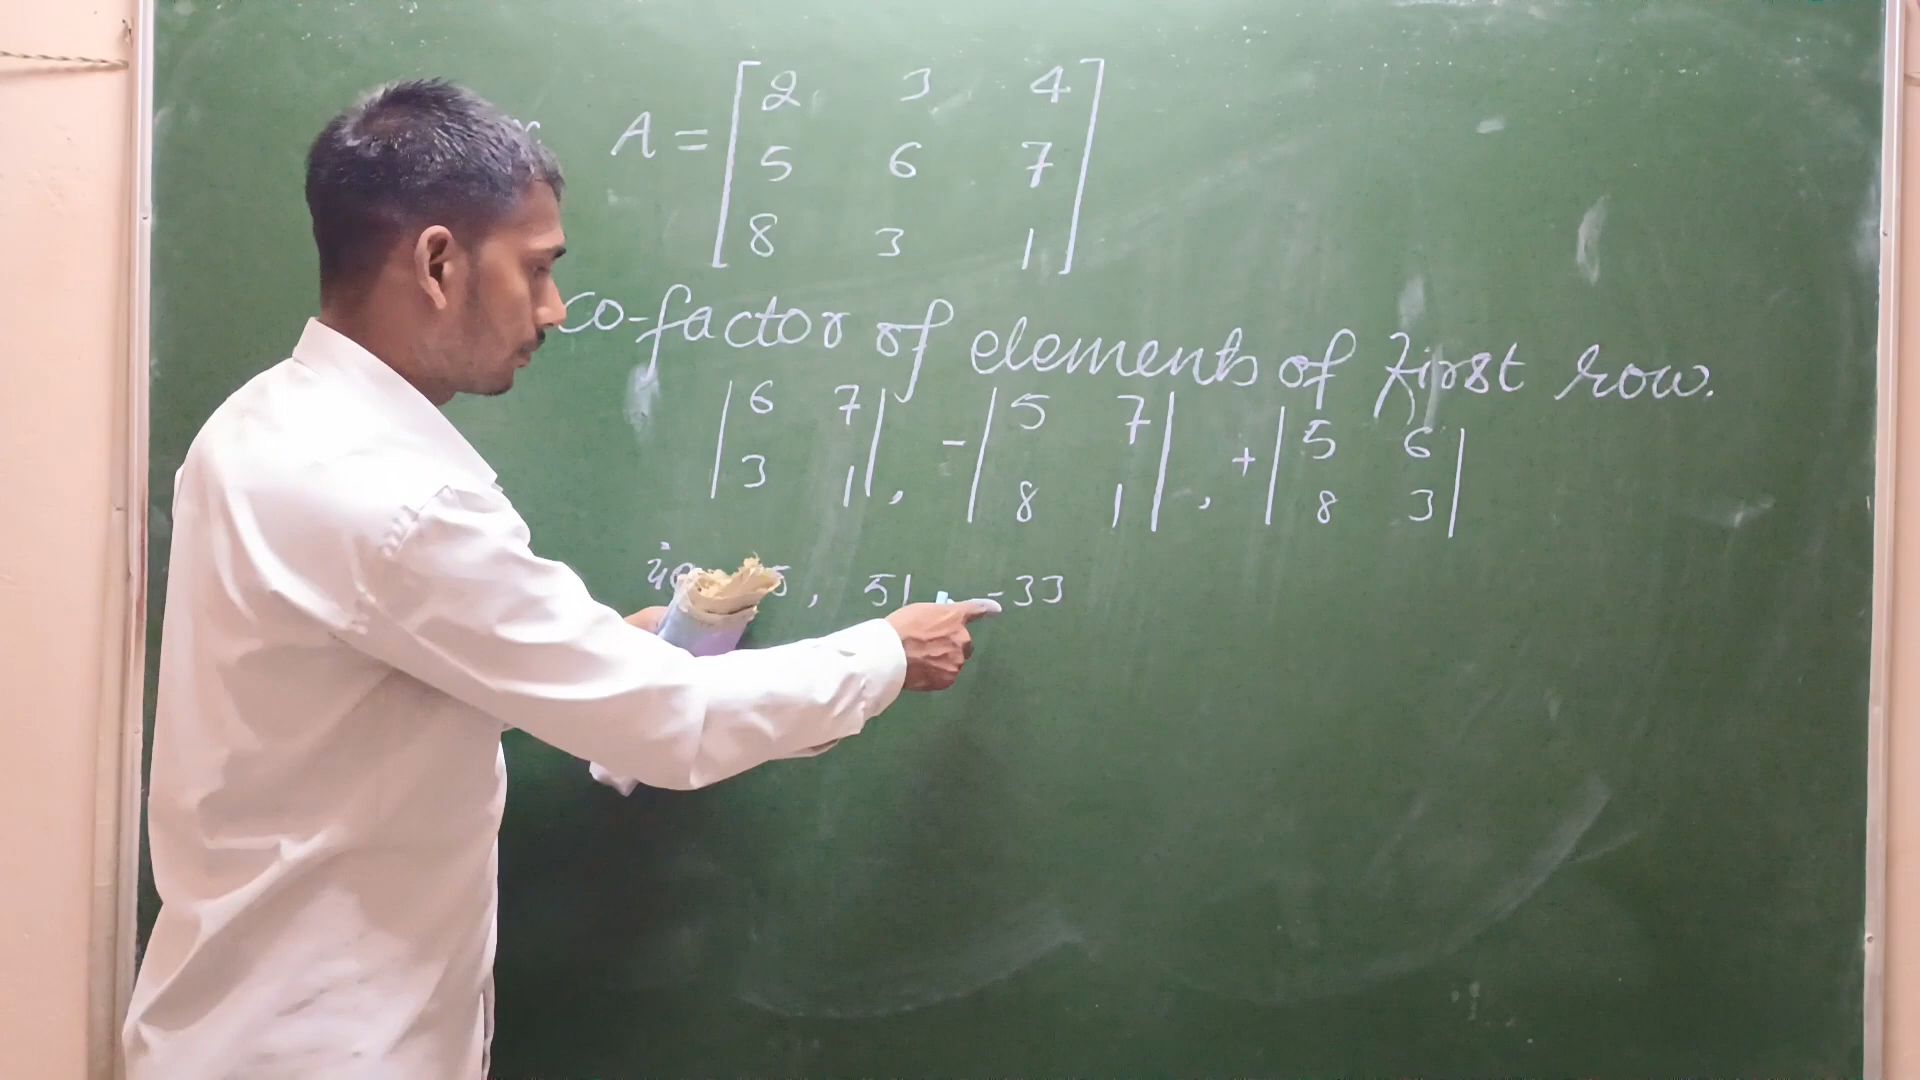 A = [2 3 4
5 6 7
8 3 1]
co-factor of elements of first row.
|6 7
3 1|, -|5 7
8 1|, +|5 6
8 3|
5, 51, -33